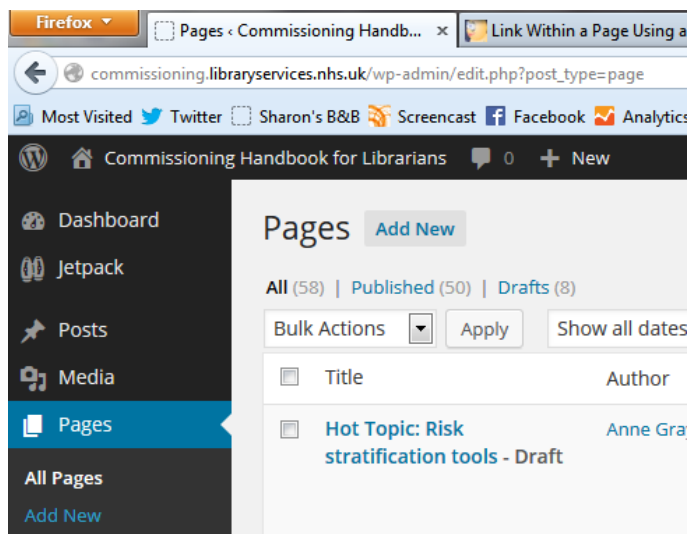 Firefox
Pages ‹ Commissioning Handb... × Link Within a Page Using a
commissioning.libraryservices.nhs.uk/wp-admin/edit.php?post_type=page
Most Visited Twitter Sharon's B&B Screencast Facebook Analytics
Commissioning Handbook for Librarians 0 + New
Dashboard
Jetpack
Posts
Media
Pages
All Pages
Add New
Pages Add New
All (58) | Published (50) | Drafts (8)
Bulk Actions Apply Show all dates
Title Author
Hot Topic: Risk Anne Gray
stratification tools - Draft